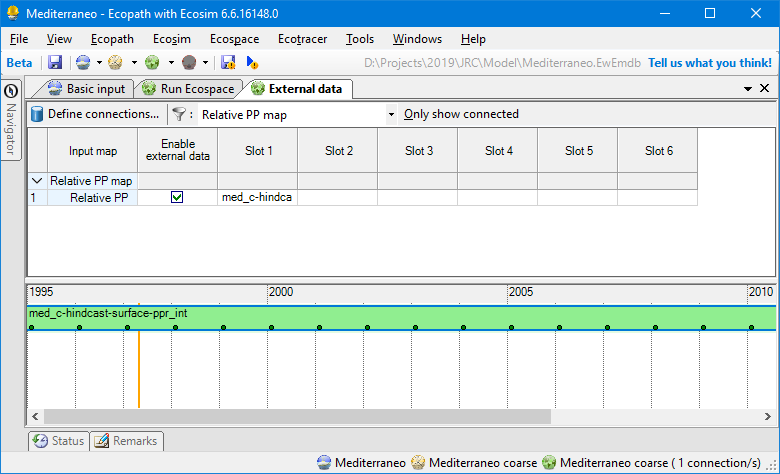 Mediterraneo - Ecopath with Ecosim 6.6.16148.0
File View Ecopath Ecosim Ecospace Ecotracer Tools Windows Help
Beta D:\Projects\2019\JRC\Model\Mediterraneo.EwEmdb Tell us what you think!
Navigator
Basic input Run Ecospace External data
Define connections... : Relative PP map Only show connected
Input map Enable external data Slot 1 Slot 2 Slot 3 Slot 4 Slot 5 Slot 6
Relative PP map
1 Relative PP med_c-hindca
1995 2000 2005 2010
med_c-hindcast-surface-ppr_int
Status Remarks
Mediterraneo Mediterraneo coarse Mediterraneo coarse ( 1 connection/s)